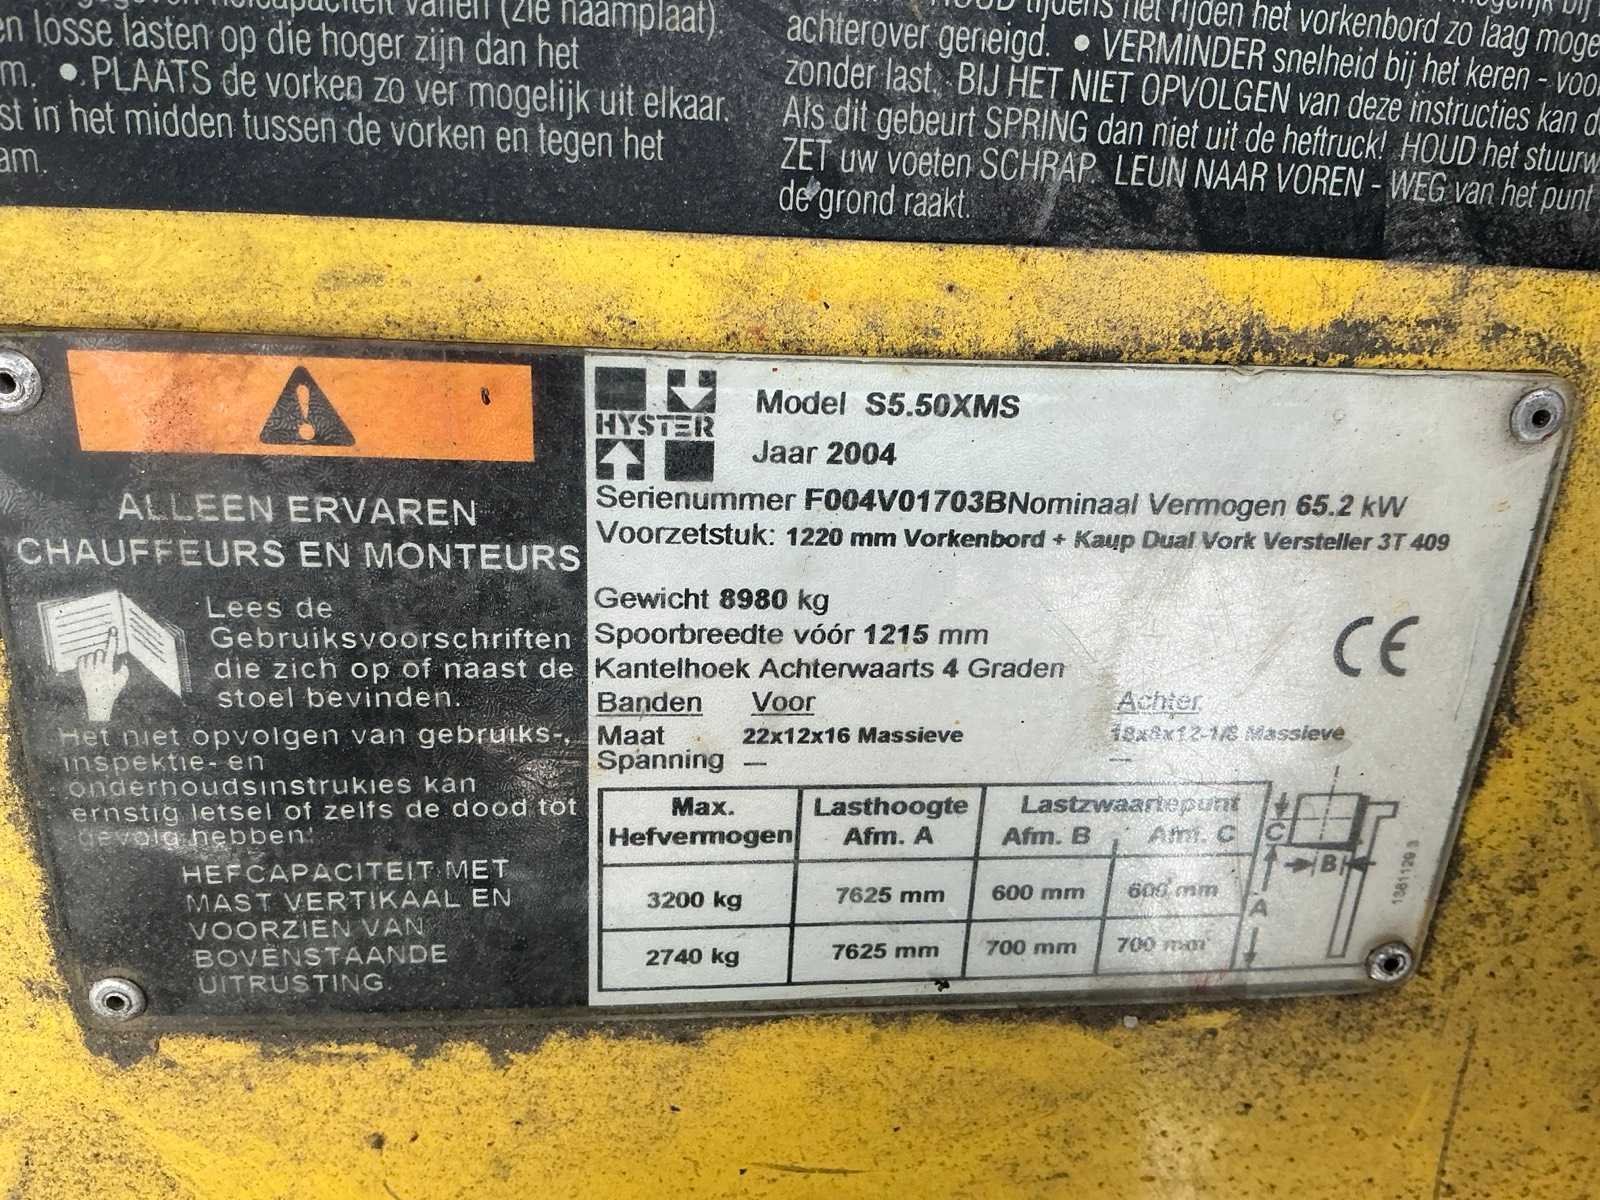 vorkenbord zo laag
losse lasten op die hoger zijn dan het
achterover geneigd. • VERMINDER snelheid bij het keren -
• PLAATS de vorken zo ver mogelijk uit elkaar.
zonder last. BIJ HET NIET OPVOLGEN van deze instructies kan
in het midden tussen de vorken en tegen het
Als dit gebeurt SPRING dan niet uit de heftruck! HOUD het
ZET uw voeten SCHRAP. LEUN NAAR VOREN - WEG van het punt
de grond raakt.
ALLEEN ERVAREN
CHAUFFEURS EN MONTEURS
Lees de
Gebruiksvoorschriften
die zich op of naast de
stoel bevinden.
Het niet opvolgen van gebruiks-,
inspektie- en
onderhoudsinstrukies kan
ernstig letsel of zelfs de dood tot
gevolg hebben!
HEFCAPACITEIT MET
MAST VERTIKAAL EN
VOORZIEN VAN
BOVENSTAANDE
UITRUSTING
HYSTER
Model S5.50XMS
Jaar 2004
Serienummer F004V01703B Nominaal Vermogen 65.2 kW
Voorzetstuk: 1220 mm Vorkenbord + Kaup Dual Vork Versteller 3T 409
Gewicht 8980 kg
Spoorbreedte vóór 1215 mm
Kantelhoek Achterwaarts 4 Graden
CE
Banden Voor Achter
Maat 22x12x16 Massieve 18x8x12-1/8 Massieve
Spanning — —
Max. Hefvermogen Lasthoogte Afm. A Lastzwaartepunt Afm. B Afm. C
3200 kg 7625 mm 600 mm 600 mm
2740 kg 7625 mm 700 mm 700 mm
C
B
A